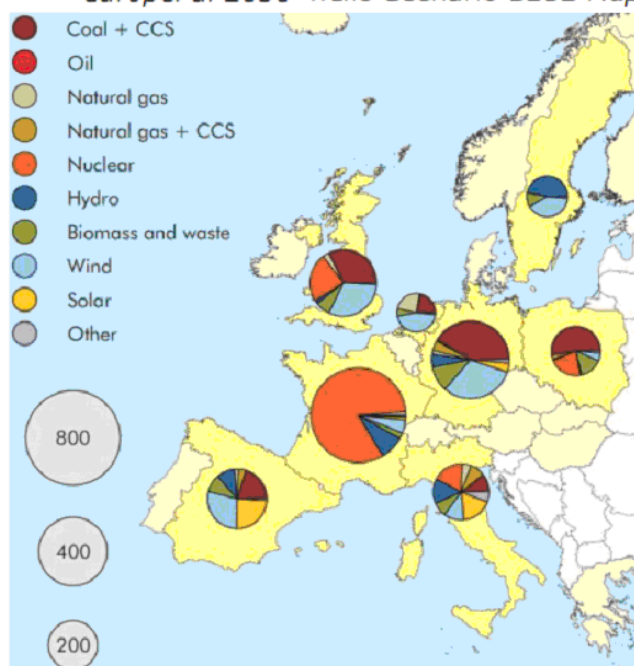 Coal + CCS
Oil
Natural gas
Natural gas + CCS
Nuclear
Hydro
Biomass and waste
Wind
Solar
Other
800
400
200